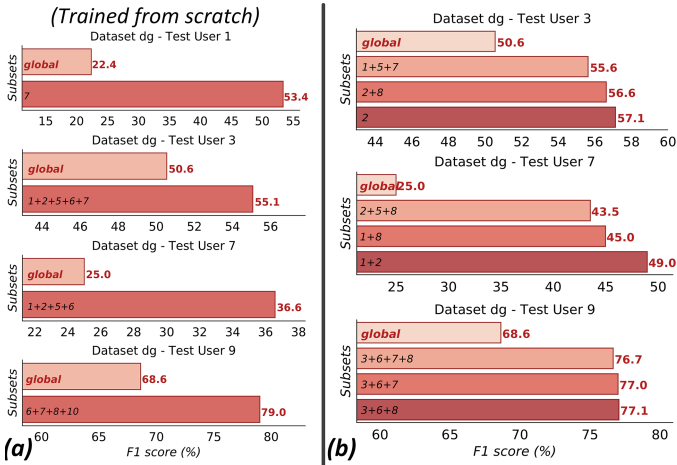 (Trained from scratch)
Dataset dg - Test User 1
Subsets
global 22.4
7 53.4
15 20 25 30 35 40 45 50 55
Dataset dg - Test User 3
Subsets
global 50.6
1+2+5+6+7 55.1
44 46 48 50 52 54 56
Dataset dg - Test User 7
Subsets
global 25.0
1+2+5+6 36.6
22 24 26 28 30 32 34 36 38
Dataset dg - Test User 9
Subsets
global 68.6
6+7+8+10 79.0
60 65 70 75 80
F1 score (%)
(a)
Dataset dg - Test User 3
Subsets
global 50.6
1+5+7 55.6
2+8 56.6
2 57.1
44 46 48 50 52 54 56 58 60
Dataset dg - Test User 7
Subsets
global 25.0
2+5+8 43.5
1+8 45.0
1+2 49.0
25 30 35 40 45 50
Dataset dg - Test User 9
Subsets
global 68.6
3+6+7+8 76.7
3+6+7 77.0
3+6+8 77.1
60 65 70 75 80
F1 score (%)
(b)